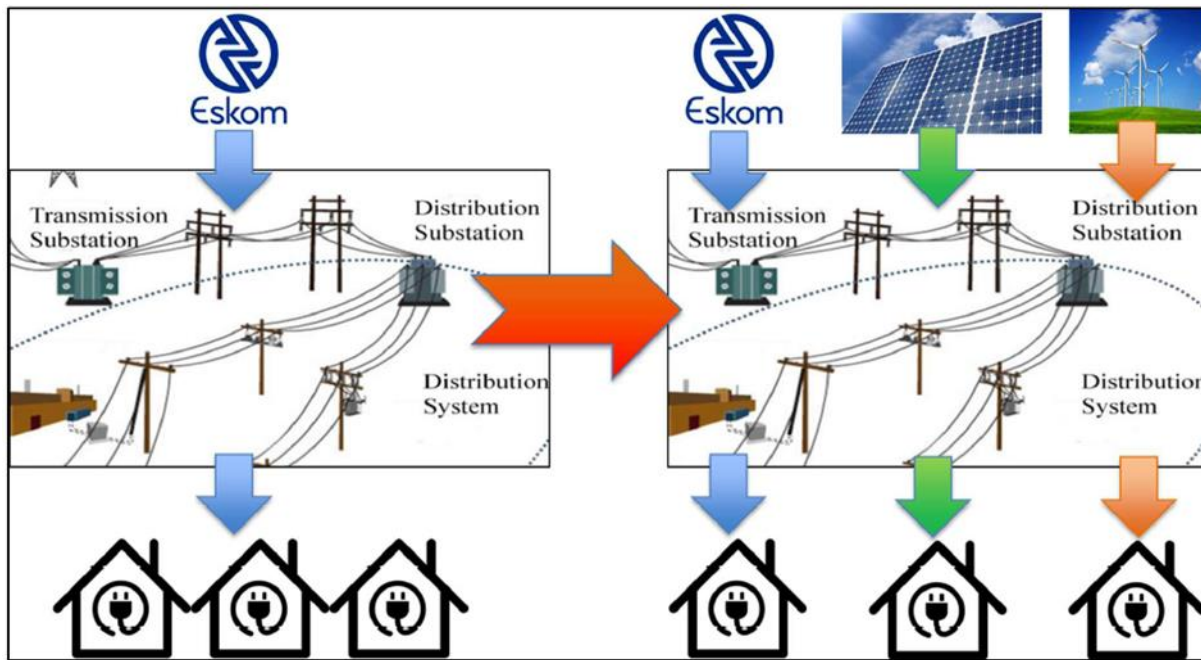 Eskom
Transmission
Substation
Distribution
Substation
Distribution
System
Eskom
Transmission
Substation
Distribution
Substation
Distribution
System